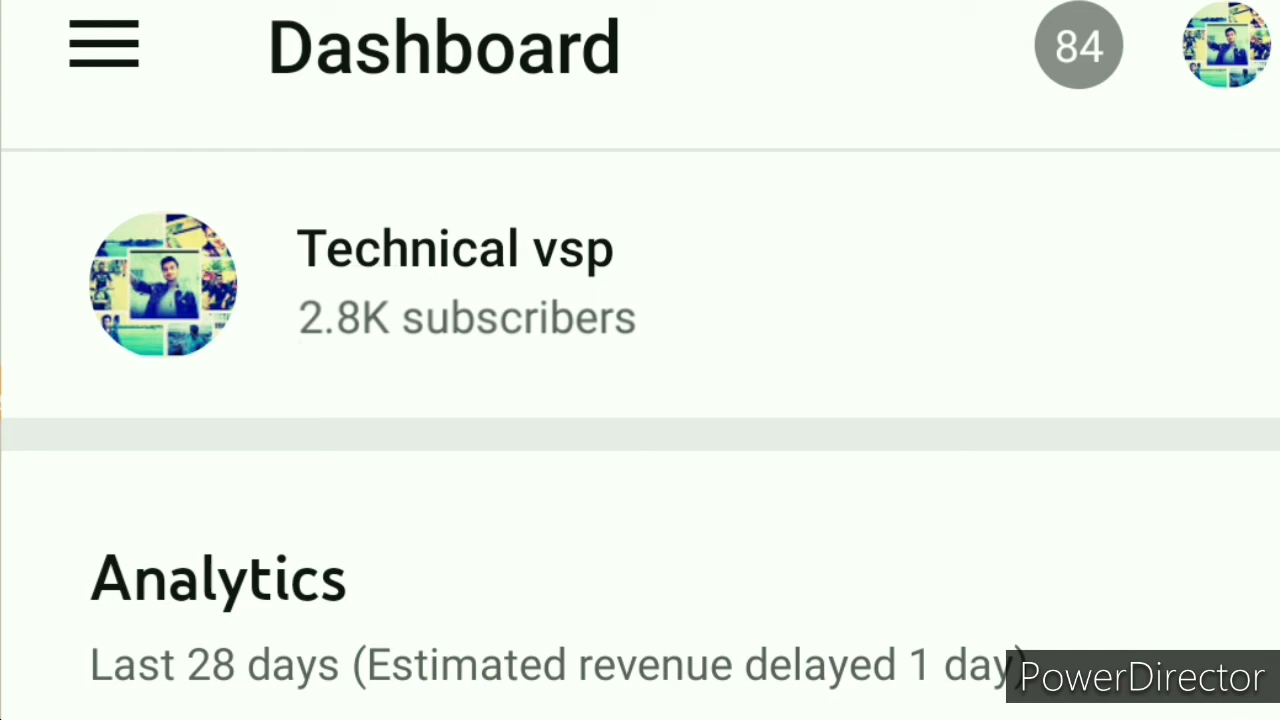 Dashboard
84
Technical vsp
2.8K subscribers
Analytics
Last 28 days (Estimated revenue delayed 1 day)
PowerDirector